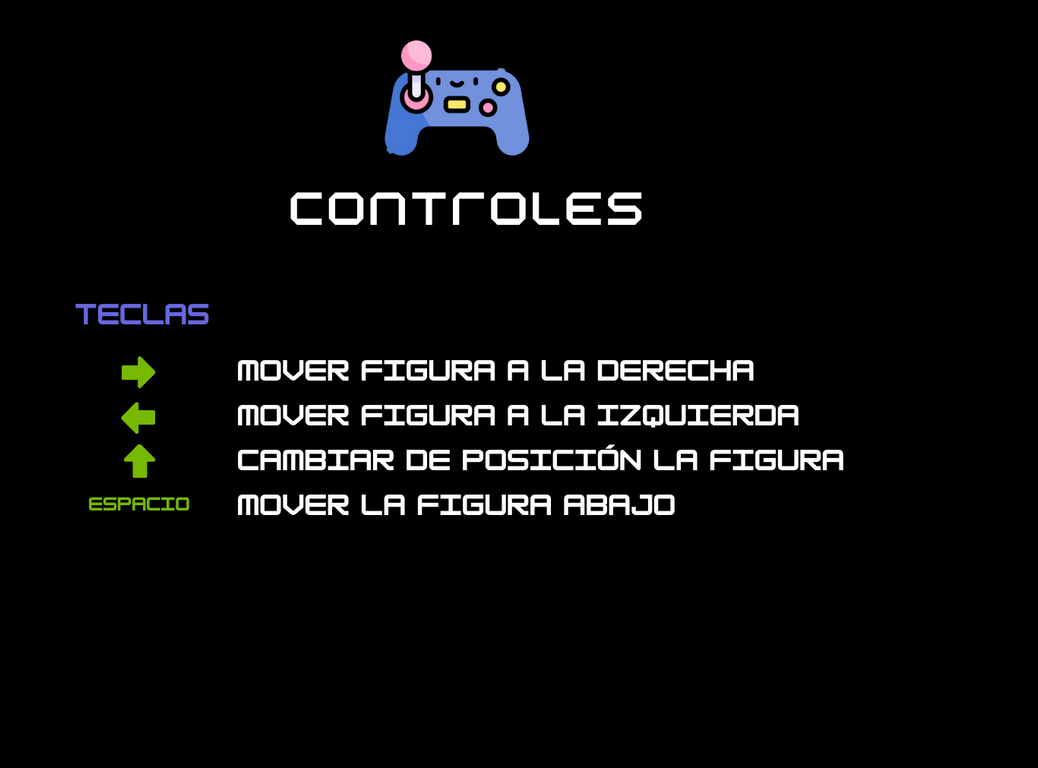 CONTROLES
TECLAS
MOVER FIGURA A LA DERECHA
MOVER FIGURA A LA IZQUIERDA
CAMBIAR DE POSICIÓN LA FIGURA
ESPACIO MOVER LA FIGURA ABAJO